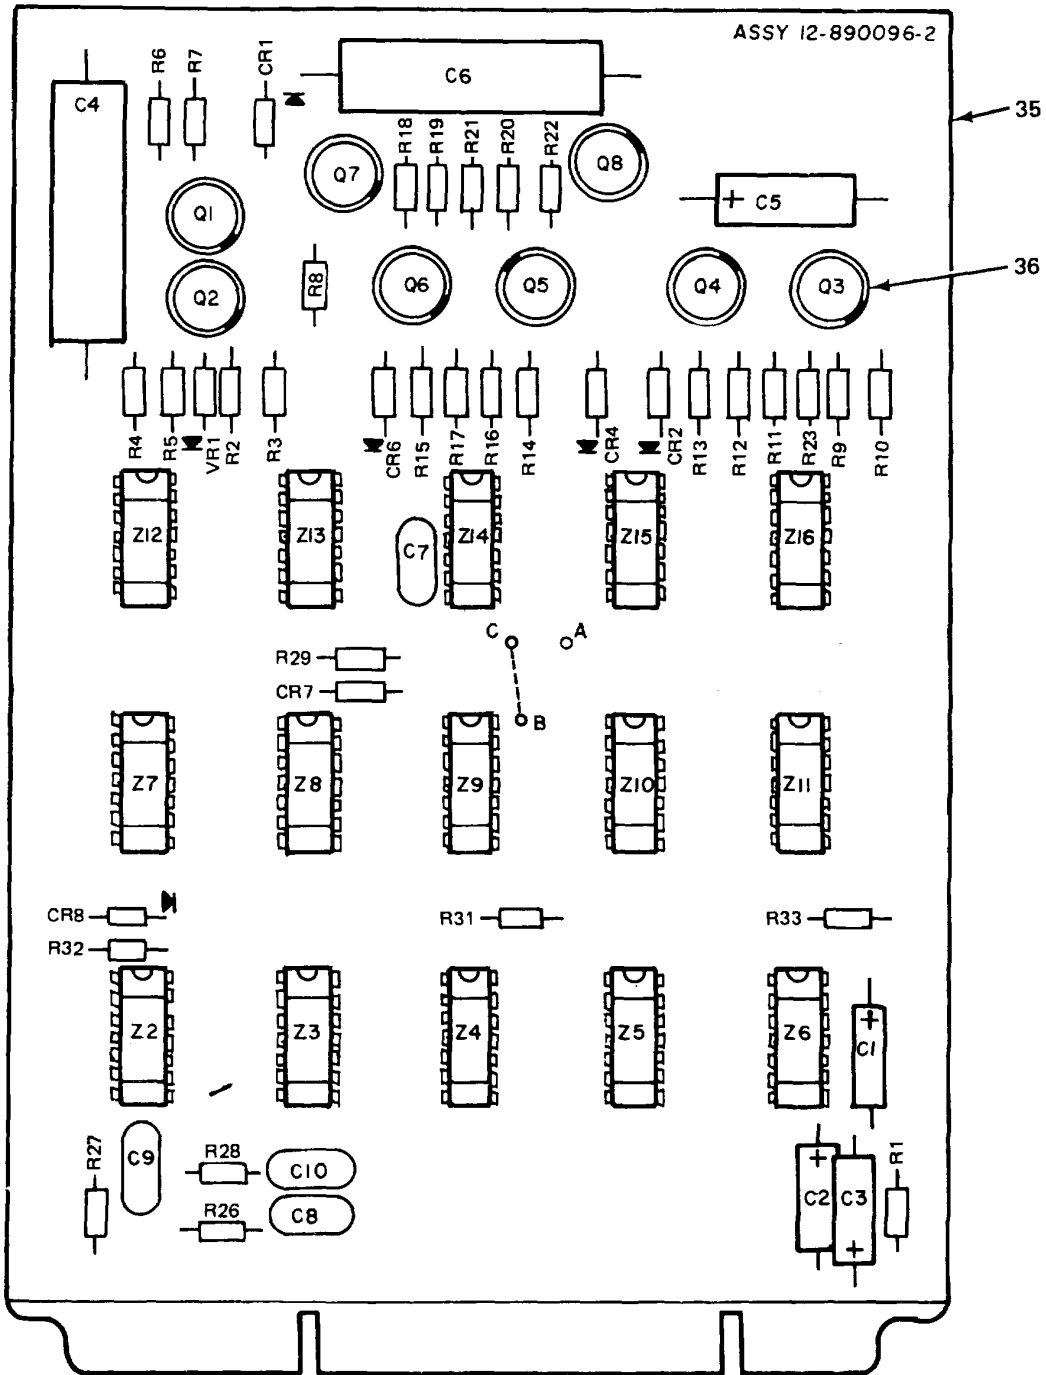 ASSY 12-890096-2
R6 R7 CR1
C4 C6
35
R18 R19 R21 R20 R22
Q7 Q8
Q1 C5
36
Q2 R8 Q6 Q5 Q4 Q3
R4 R5 VR1 R2 R3 CR6 R15 R17 R16 R14 CR4 CR2 R13 R12 R11 R23 R9 R10
Z12 Z13 C7 Z14 Z15 Z16
C A
R29
CR7
B
Z7 Z8 Z9 Z10 Z11
CR8 R31 R33
R32
Z2 Z3 Z4 Z5 Z6 + C1
R27 C9 R28 C10 + R1
R26 C8 C2 C3
+
+